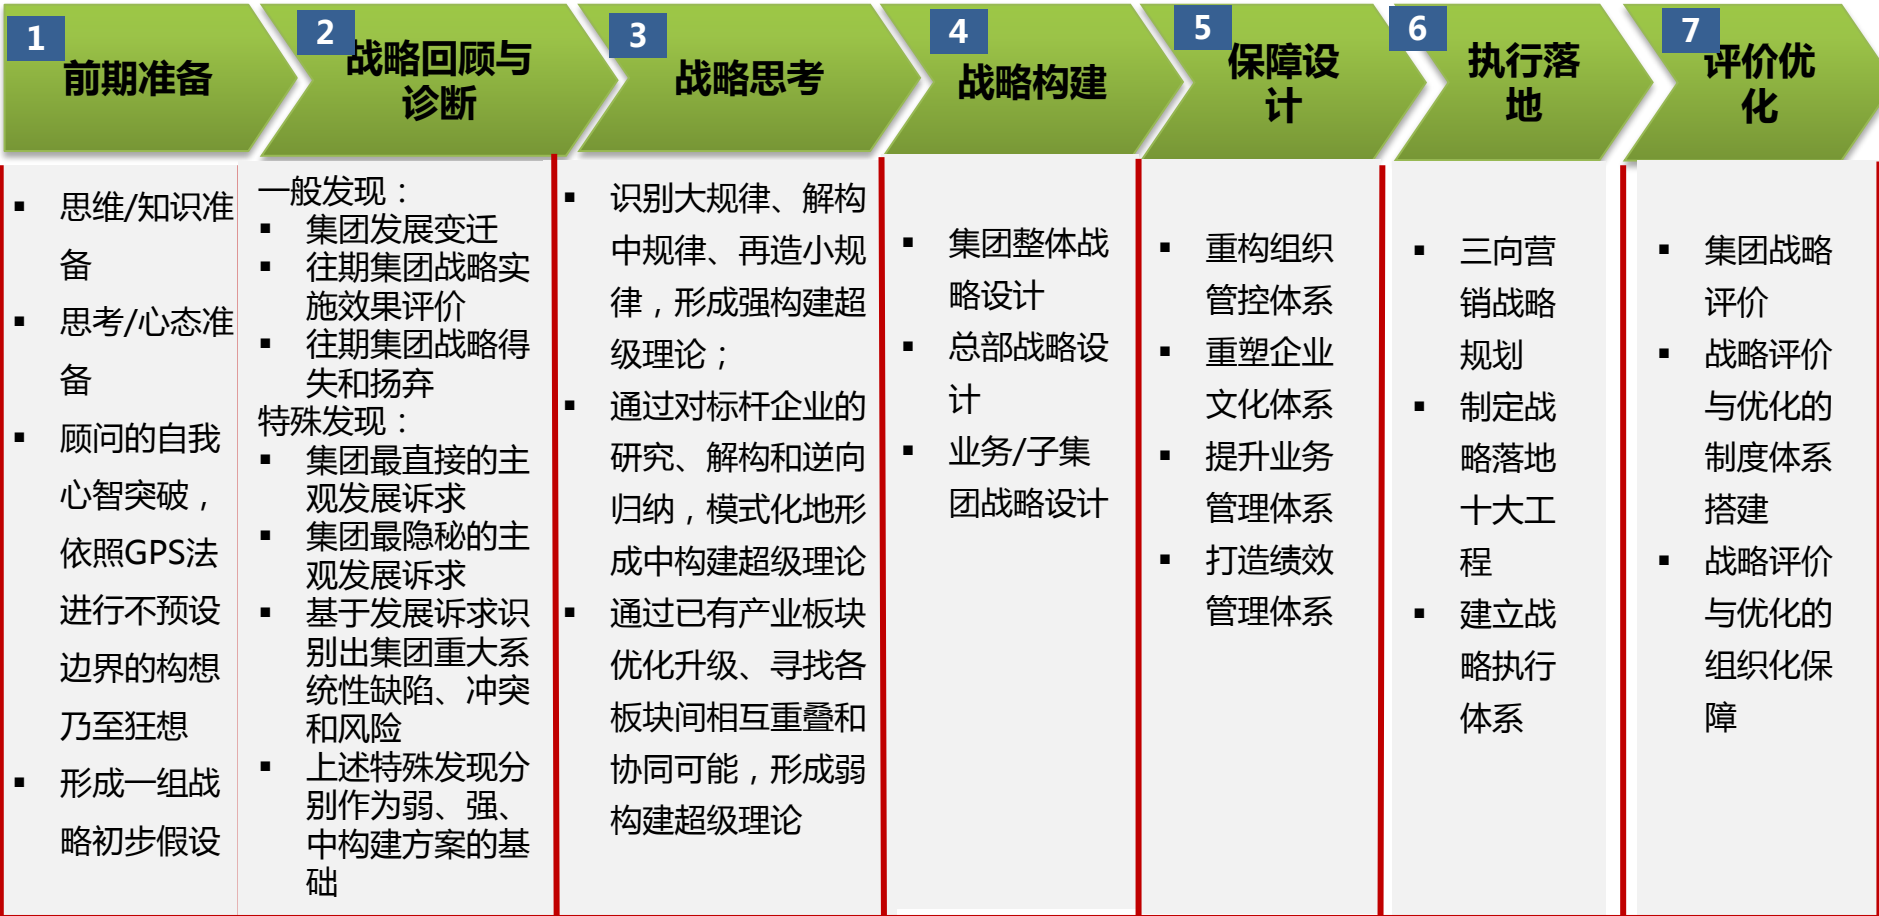 1
前期准备
2
战略回顾与
诊断
3
战略思考
4
战略构建
5
保障设
计
6
执行落
地
7
评价优
化
▪ 思维/知识准
备
▪ 思考/心态准
备
▪ 顾问的自我
心智突破，
依照GPS法
进行不预设
边界的构想
乃至狂想
▪ 形成一组战
略初步假设
一般发现：
▪ 集团发展变迁
▪ 往期集团战略实
施效果评价
▪ 往期集团战略得
失和扬弃
特殊发现：
▪ 集团最直接的主
观发展诉求
▪ 集团最隐秘的主
观发展诉求
▪ 基于发展诉求识
别出集团重大系
统性缺陷、冲突
和风险
▪ 上述特殊发现分
别作为弱、强、
中构建方案的基
础
▪ 识别大规律、解构
中规律、再造小规
律，形成强构建超
级理论；
▪ 通过对标杆企业的
研究、解构和逆向
归纳，模式化地形
成中构建超级理论
▪ 通过已有产业板块
优化升级、寻找各
板块间相互重叠和
协同可能，形成弱
构建超级理论
▪ 集团整体战
略设计
▪ 总部战略设
计
▪ 业务/子集
团战略设计
▪ 重构组织
管控体系
▪ 重塑企业
文化体系
▪ 提升业务
管理体系
▪ 打造绩效
管理体系
▪ 三向营
销战略
规划
▪ 制定战
略落地
十大工
程
▪ 建立战
略执行
体系
▪ 集团战略
评价
▪ 战略评价
与优化的
制度体系
搭建
▪ 战略评价
与优化的
组织化保
障